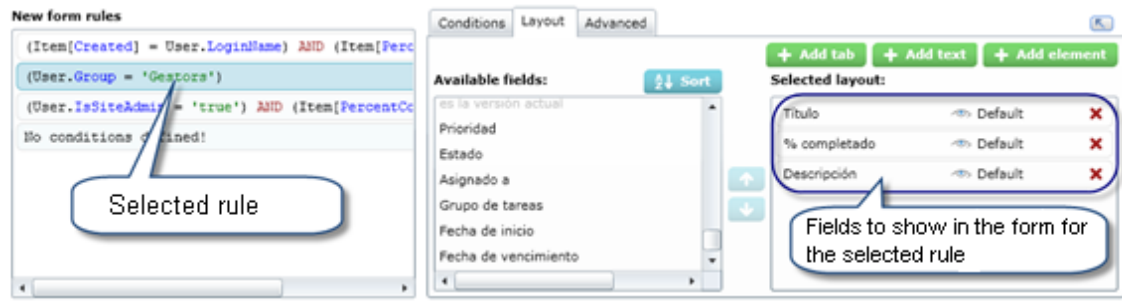 New form rules
(Item[Created] = User.LoginName) AND (Item[Perc
(User.Group = 'Gestors')
(User.IsSiteAdmin = 'true') AND (Item[PercentCo
No conditions defined!
Selected rule
Conditions Layout Advanced
+ Add tab + Add text + Add element
Available fields:
Sort
es la versión actual
Prioridad
Estado
Asignado a
Grupo de tareas
Fecha de inicio
Fecha de vencimiento
Selected layout:
Título Default
% completado Default
Descripción Default
Fields to show in the form for
the selected rule